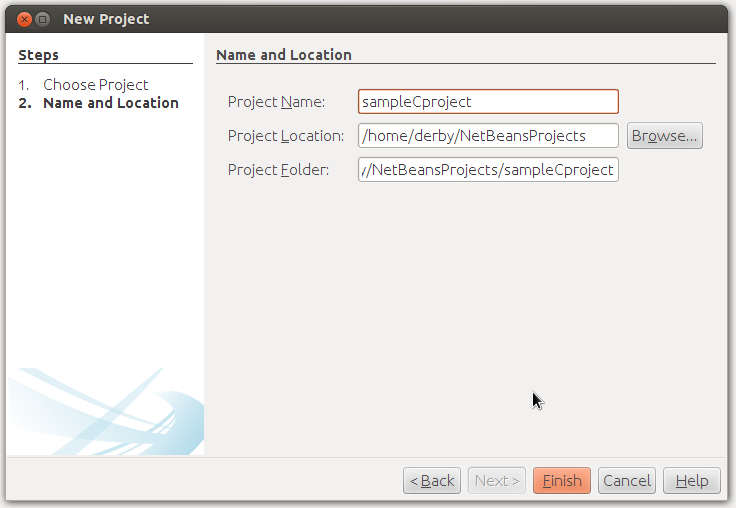 New Project
Steps
1. Choose Project
2. Name and Location
Name and Location
Project Name: sampleCproject
Project Location: /home/derby/NetBeansProjects Browse...
Project Folder: //NetBeansProjects/sampleCproject
< Back Next > Finish Cancel Help